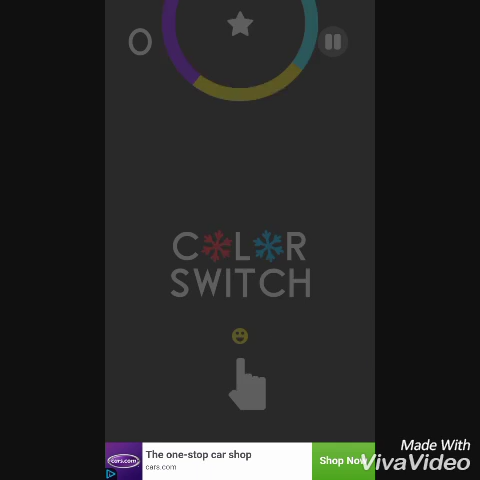 0
COLOR
SWITCH
The one-stop car shop
cars.com
cars.com
Shop Now
Made With
VivaVideo